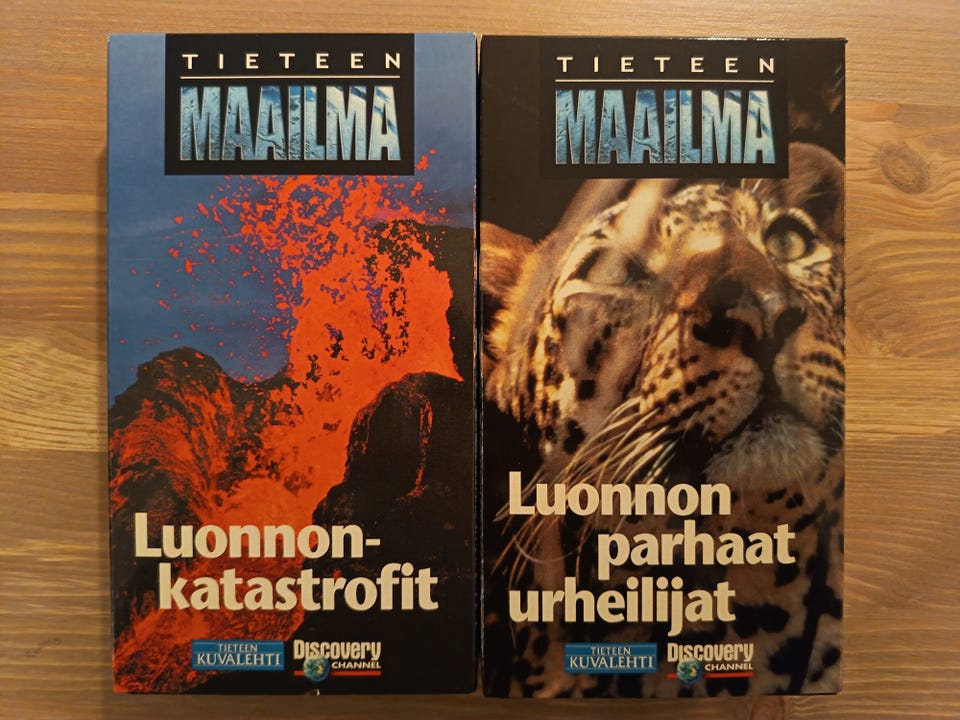 TIETEEN
MAAILMA
Luonnon-
katastrofit
TIETEEN
KUVALEHTI
DISCOVERY
CHANNEL
TIETEEN
MAAILMA
Luonnon
parhaat
urheilijat
TIETEEN
KUVALEHTI
DISCOVERY
CHANNEL